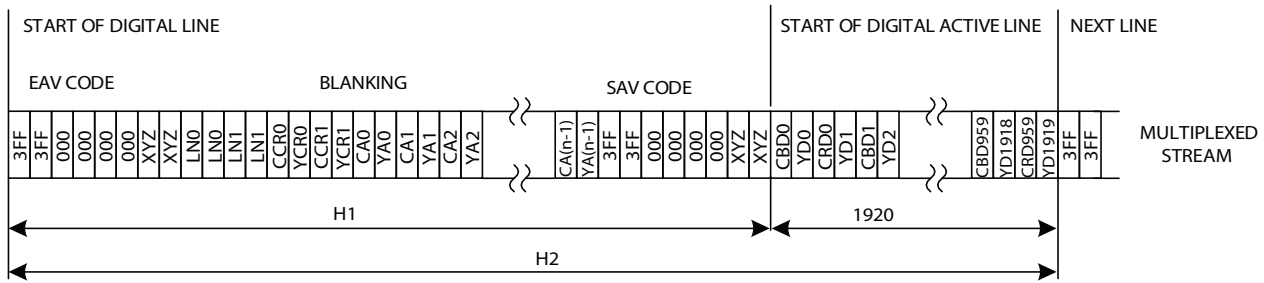 START OF DIGITAL LINE
START OF DIGITAL ACTIVE LINE
NEXT LINE
EAV CODE
BLANKING
SAV CODE
3FF
3FF
000
000
000
000
XYZ
XYZ
LN0
LN0
LN1
LN1
CCR0
YCR0
CCR1
YCR1
CA0
YA0
CA1
YA1
CA2
YA2
CA(n-1)
YA(n-1)
3FF
3FF
000
000
000
000
XYZ
XYZ
CBD0
YD0
CRD0
YD1
CBD1
YD2
CBD959
YD1918
CRD959
YD1919
3FF
3FF
MULTIPLEXED
STREAM
H1
1920
H2